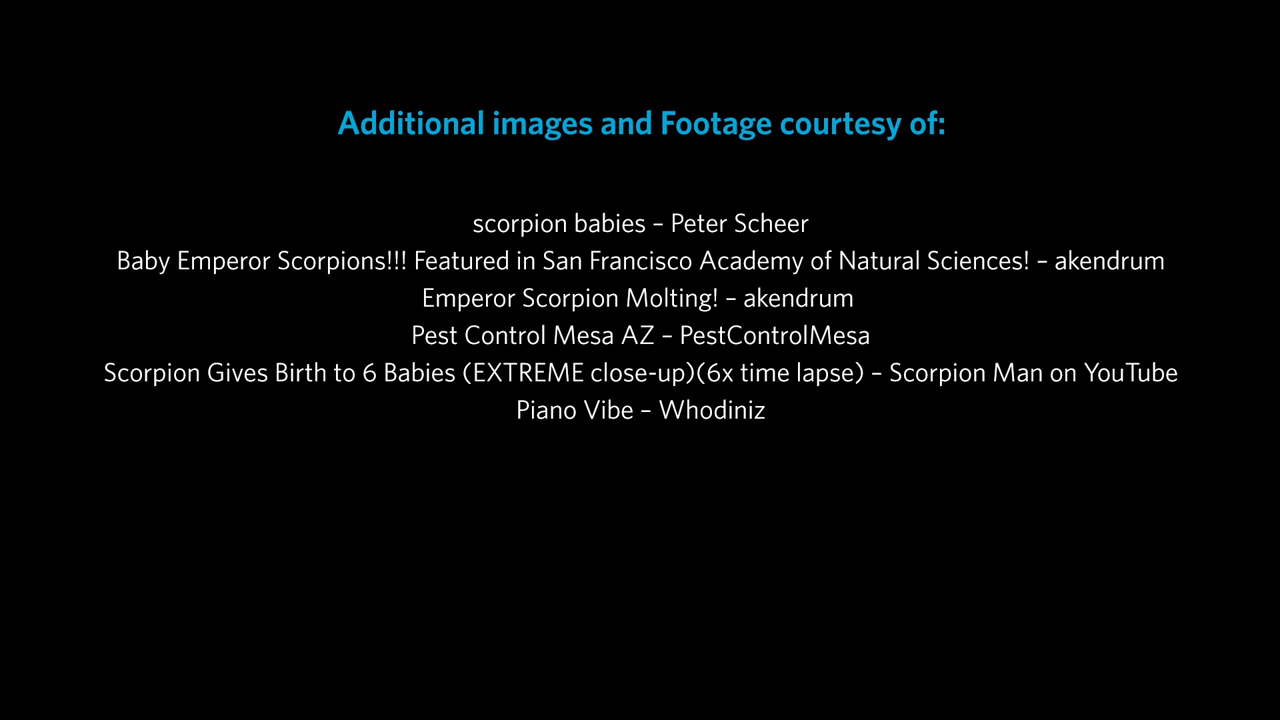 Additional images and Footage courtesy of:
scorpion babies – Peter Scheer
Baby Emperor Scorpions!!! Featured in San Francisco Academy of Natural Sciences! – akendrum
Emperor Scorpion Molting! – akendrum
Pest Control Mesa AZ – PestControlMesa
Scorpion Gives Birth to 6 Babies (EXTREME close-up)(6x time lapse) – Scorpion Man on YouTube
Piano Vibe – Whodiniz